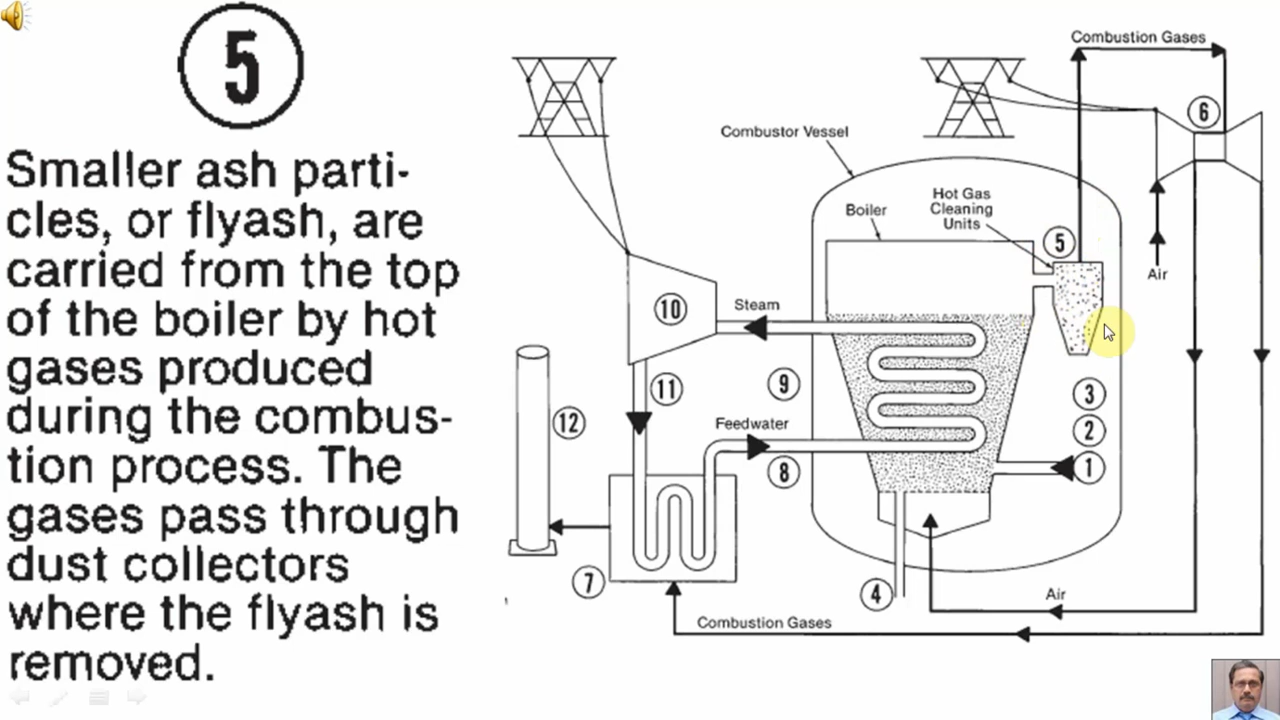 5
Smaller ash parti-
cles, or flyash, are
carried from the top
of the boiler by hot
gases produced
during the combus-
tion process. The
gases pass through
dust collectors
where the flyash is
removed.
Combustion Gases
6
Combustor Vessel
Hot Gas
Cleaning
Units
Boiler
5
Air
10
Steam
9
11
3
12
Feedwater
2
8
1
7
4
Air
Combustion Gases